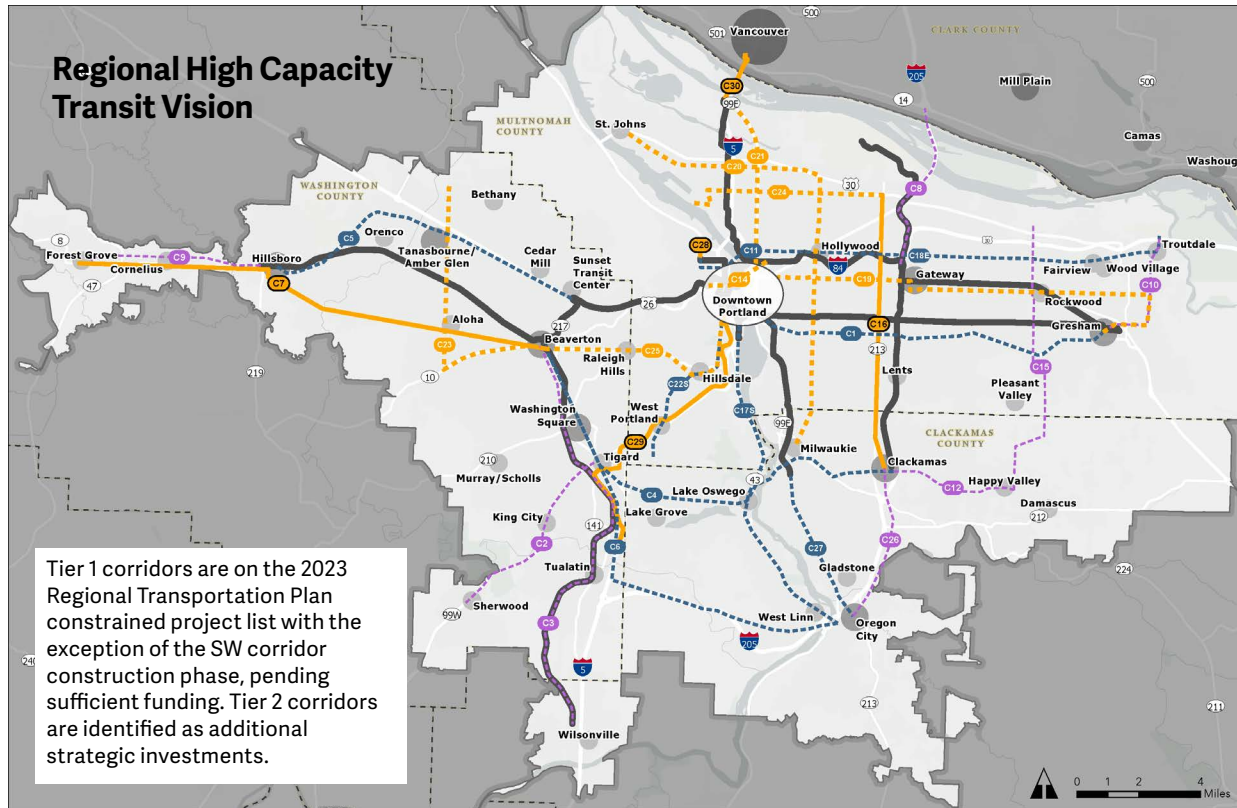 Regional High Capacity
Transit Vision
500
501
Vancouver
CLARK COUNTY
205
Mill Plain
500
14
C30
99E
Camas
Washoug
MULTNOMAH
COUNTY
St. Johns
5
C21
C20
WASHINGTON
COUNTY
Bethany
C24
30
C8
8
C5
Orenco
Tanasbourne/
Amber Glen
Cedar
Mill
Sunset
Transit
Center
C28
C11
Hollywood
84
C18E
30
Troutdale
Forest Grove
C9
Cornelius
Hillsboro
C7
Gateway
Fairview
Wood Village
47
C14
C19
C10
26
Downtown
Portland
Rockwood
217
Aloha
C1
C16
Gresham
C23
Beaverton
Raleigh
Hills
C25
213
219
10
C22S
Hillsdale
Lents
C15
Pleasant
Valley
Washington
Square
West
Portland
C17S
99E
C29
CLACKAMAS
COUNTY
210
Murray/Scholls
Tigard
Milwaukie
Clackamas
43
C4
Lake Oswego
C12
Happy Valley
King City
141
Lake Grove
Damascus
212
C2
C6
C27
C26
Tualatin
Gladstone
224
Sherwood
99W
C3
West Linn
Oregon
City
205
5
240
213
211
Wilsonville
Tier 1 corridors are on the 2023
Regional Transportation Plan
constrained project list with the
exception of the SW corridor
construction phase, pending
sufficient funding. Tier 2 corridors
are identified as additional
strategic investments.
0 1 2 4
Miles